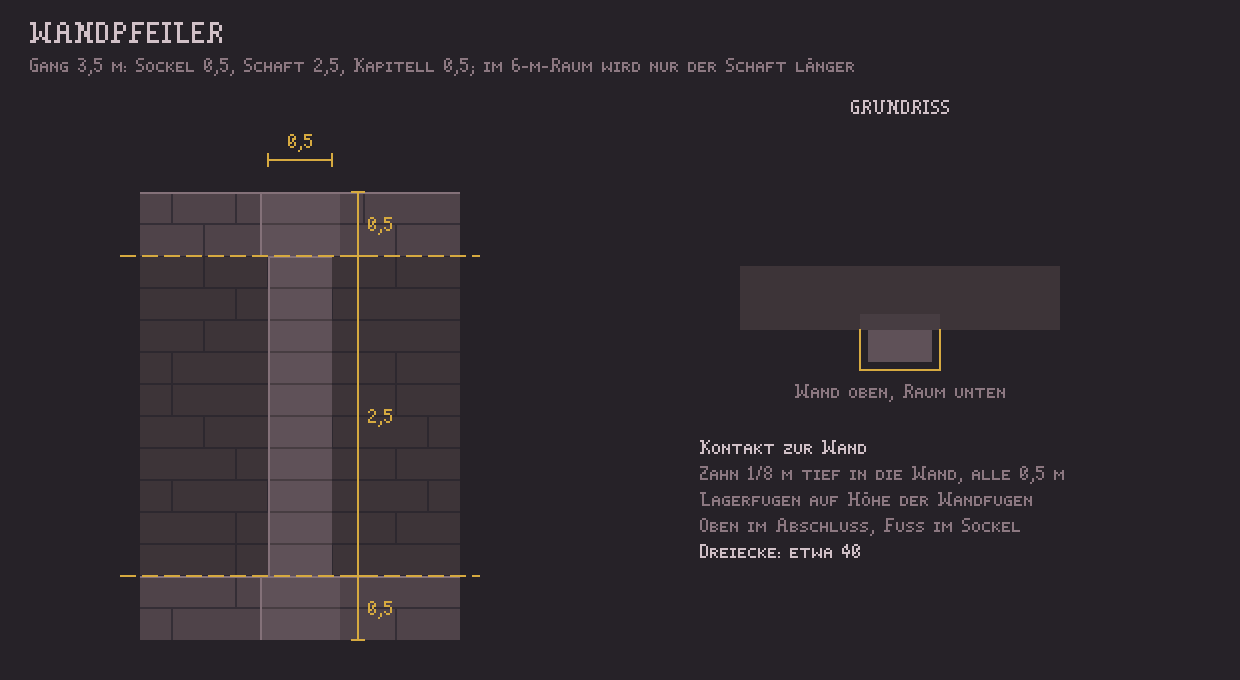 WANDPFEILER
Gang 3,5 m: Sockel 0,5, Schaft 2,5, Kapitell 0,5; im 6-m-Raum wird nur der Schaft länger
GRUNDRISS
0,5
0,5
2,5
0,5
Wand oben, Raum unten
Kontakt zur Wand
Zahn 1/8 m tief in die Wand, alle 0,5 m
Lagerfugen auf Höhe der Wandfugen
Oben im Abschluss, Fuss im Sockel
Dreiecke: etwa 40